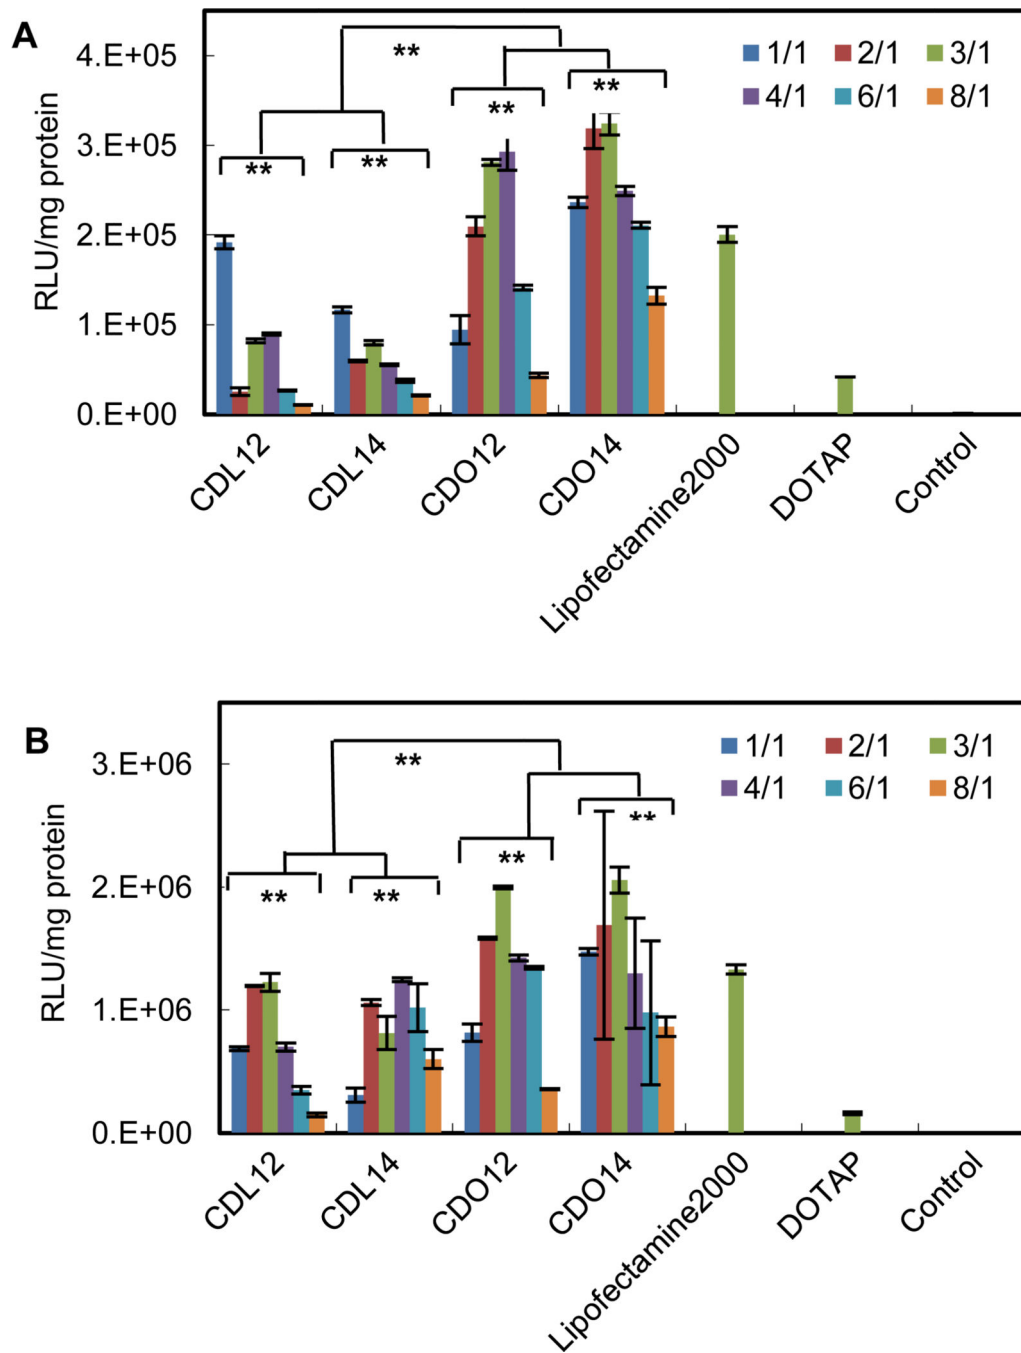 A
4.E+05
3.E+05
2.E+05
1.E+05
0.E+00
RLU/mg protein
1/1 2/1 3/1
4/1 6/1 8/1
**
** ** ** **
CDL12 CDL14 CDO12 CDO14 Lipofectamine2000 DOTAP Control
B
3.E+06
2.E+06
1.E+06
0.E+00
RLU/mg protein
1/1 2/1 3/1
4/1 6/1 8/1
**
** ** ** **
CDL12 CDL14 CDO12 CDO14 Lipofectamine2000 DOTAP Control